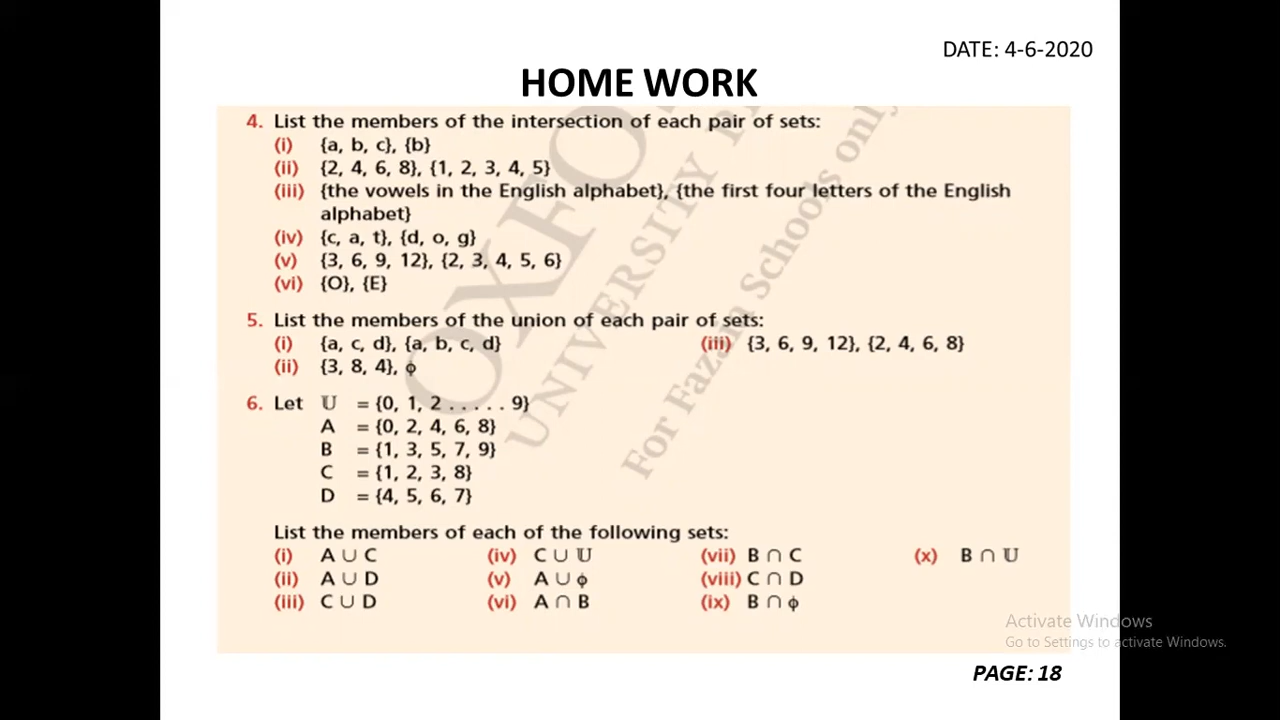 DATE: 4-6-2020
HOME WORK
4. List the members of the intersection of each pair of sets:
(i) {a, b, c}, {b}
(ii) {2, 4, 6, 8}, {1, 2, 3, 4, 5}
(iii) {the vowels in the English alphabet}, {the first four letters of the English
alphabet}
(iv) {c, a, t}, {d, o, g}
(v) {3, 6, 9, 12}, {2, 3, 4, 5, 6}
(vi) {O}, {E}
5. List the members of the union of each pair of sets:
(i) {a, c, d}, {a, b, c, d} (iii) {3, 6, 9, 12}, {2, 4, 6, 8}
(ii) {3, 8, 4}, ϕ
6. Let 𝕌 = {0, 1, 2 . . . . . 9}
A = {0, 2, 4, 6, 8}
B = {1, 3, 5, 7, 9}
C = {1, 2, 3, 8}
D = {4, 5, 6, 7}
List the members of each of the following sets:
(i) A ∪ C (iv) C ∪ 𝕌 (vii) B ∩ C (x) B ∩ 𝕌
(ii) A ∪ D (v) A ∪ ϕ (viii) C ∩ D
(iii) C ∪ D (vi) A ∩ B (ix) B ∩ ϕ
OXFO
UNIVERSITY P
For Fazaia Schools only
Activate Windows
Go to Settings to activate Windows.
PAGE: 18